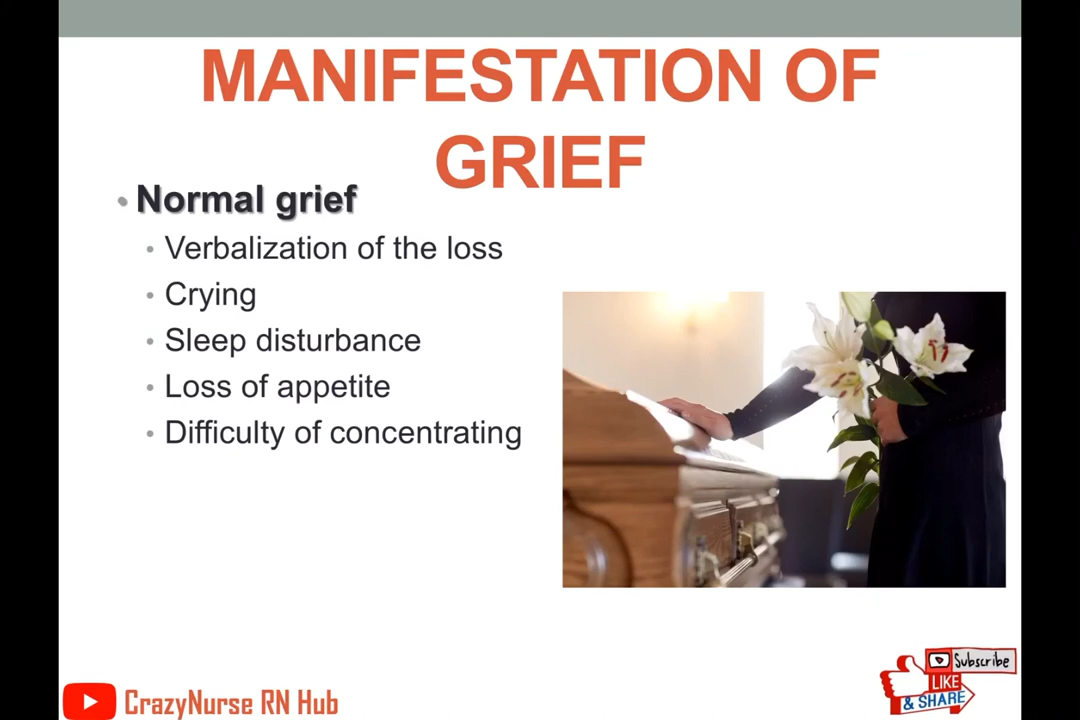 MANIFESTATION OF
GRIEF
• Normal grief
• Verbalization of the loss
• Crying
• Sleep disturbance
• Loss of appetite
• Difficulty of concentrating
Subscribe
LIKE
& SHARE
CrazyNurse RN Hub